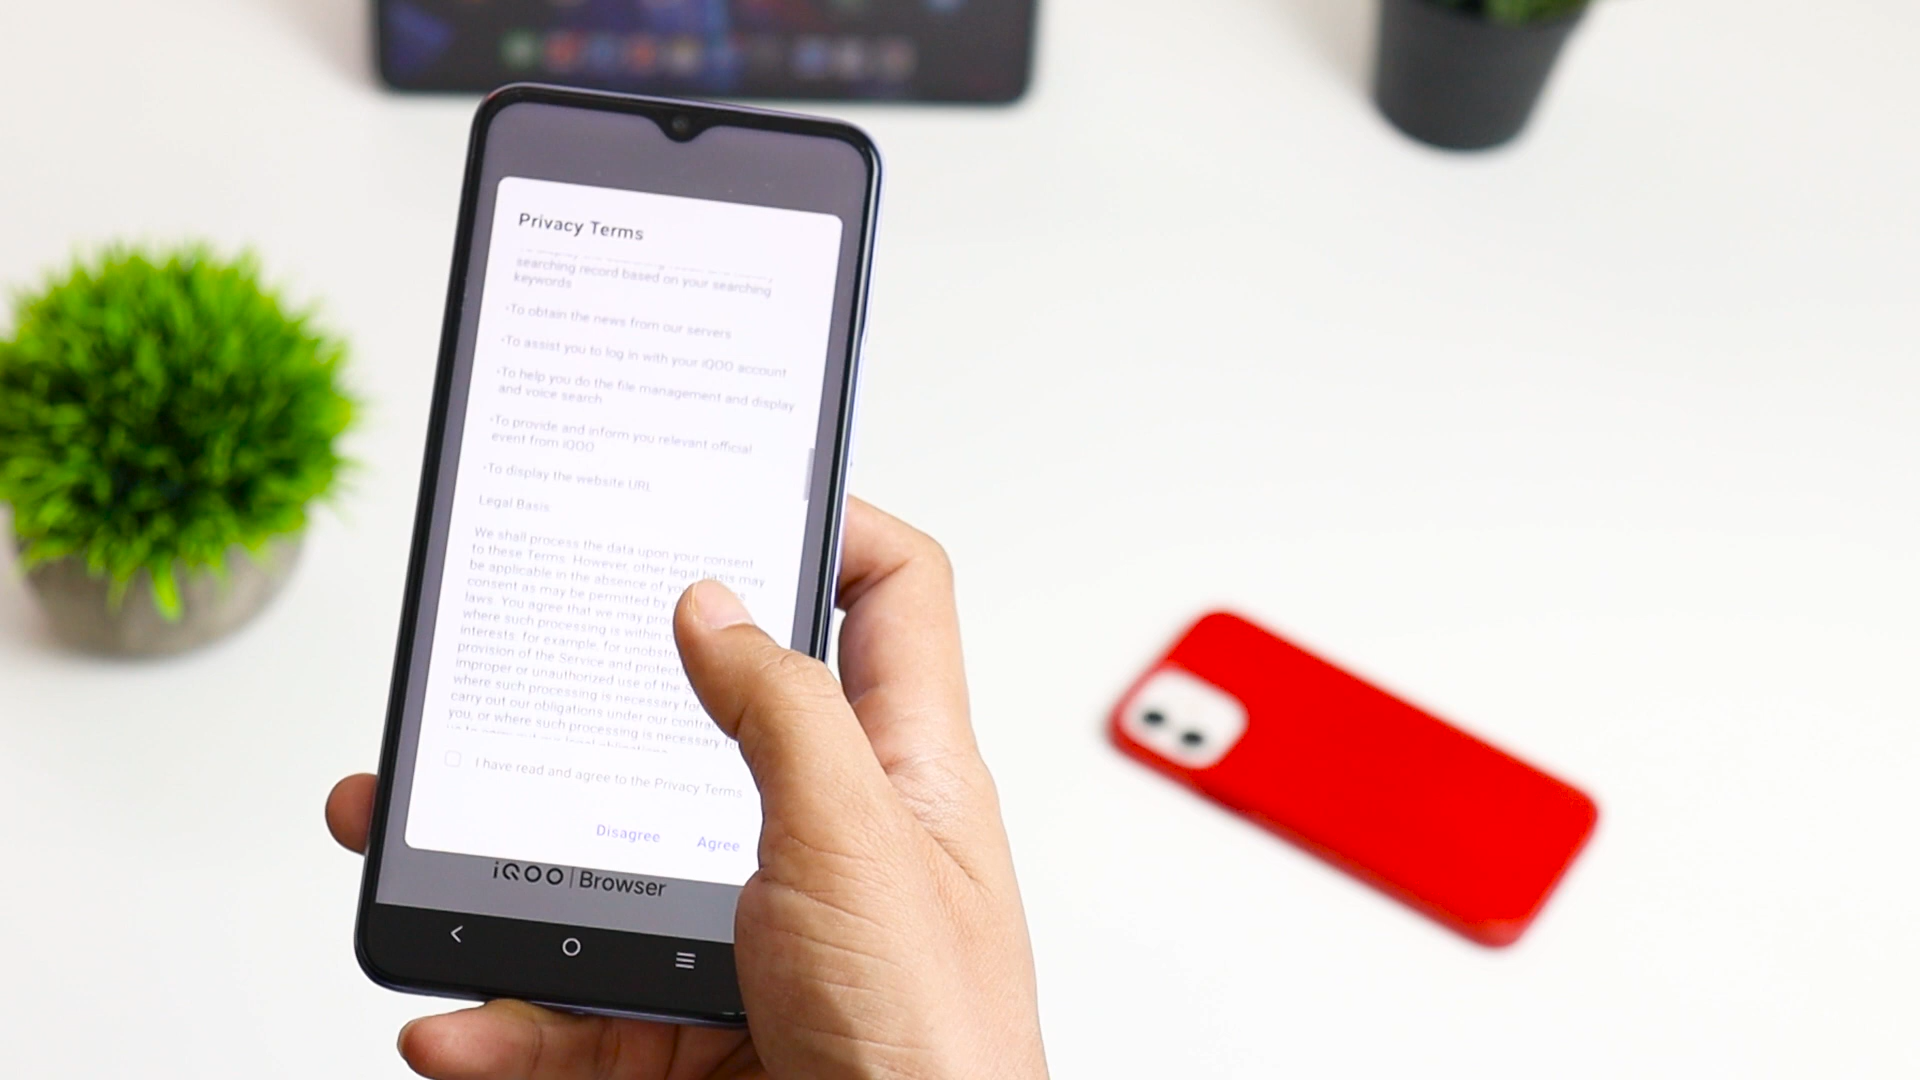 Privacy Terms
searching record based on your searching
keywords
•To obtain the news from our servers
•To assist you to log in with your iQOO account
•To help you do the file management and display
and voice search
•To provide and inform you relevant official
event from iQOO
•To display the website URL
Legal Basis
We shall process the data upon your consent
to these Terms. However, other legal basis may
be applicable in the absence of
consent as may be permitted by
laws. You agree that we may
where such processing is within
interests, for example, for
provision of the Service and
improper or unauthorized use of the
where such processing is necessary for
carry out our obligations under our
you, or where such processing is necessary
I have read and agree to the Privacy Terms
Disagree Agree
iQOO | Browser